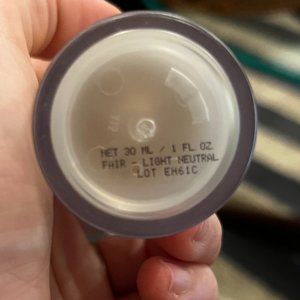 NET 30 ML / 1 FL OZ
FAIR - LIGHT NEUTRAL
LOT EH61C